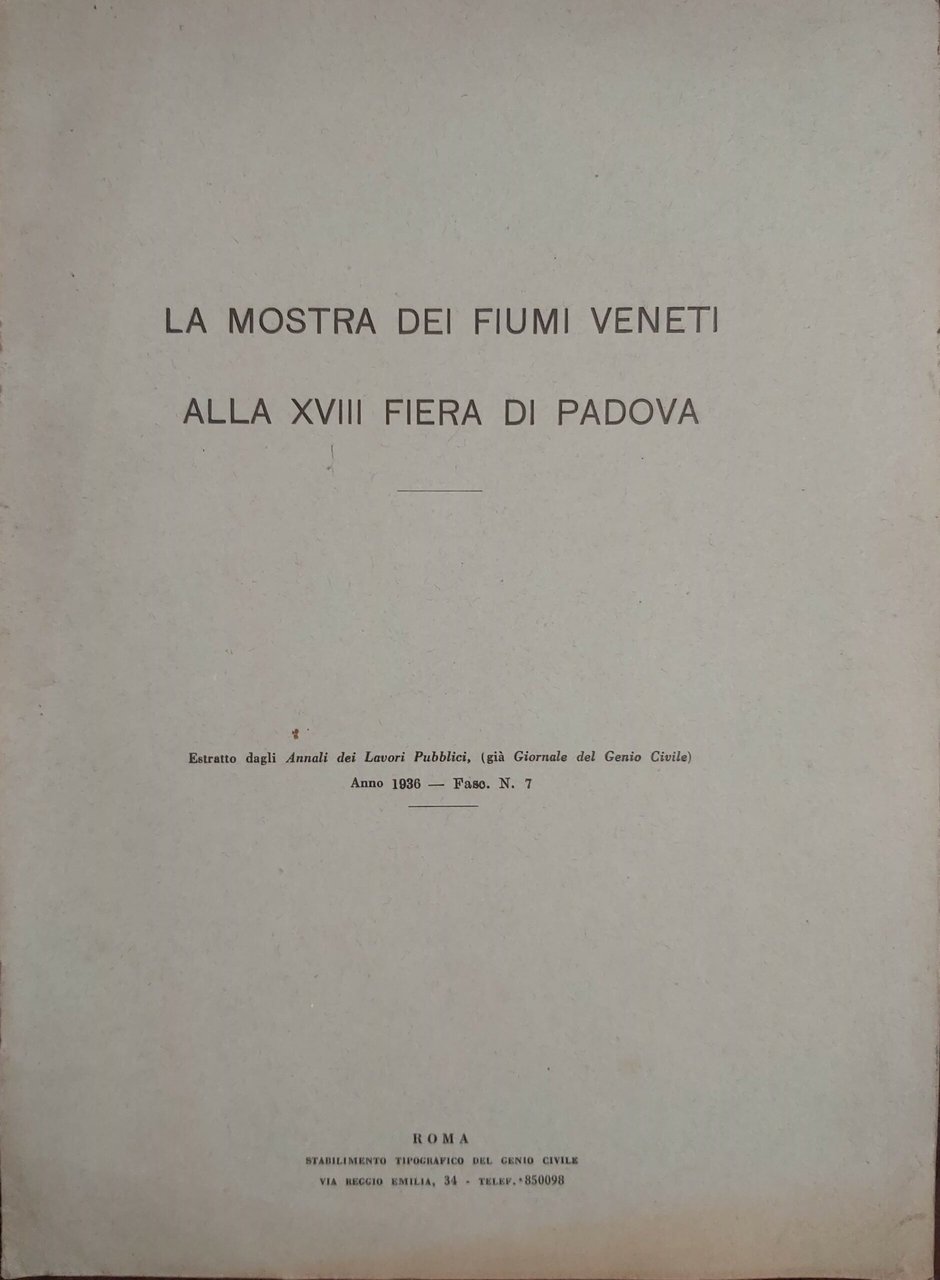 LA MOSTRA DEI FIUMI VENETI
ALLA XVIII FIERA DI PADOVA
Estratto dagli Annali dei Lavori Pubblici, (già Giornale del Genio Civile)
Anno 1936 — Fasc. N. 7
ROMA
STABILIMENTO TIPOGRAFICO DEL GENIO CIVILE
VIA REGGIO EMILIA, 34 - TELEF. 850098